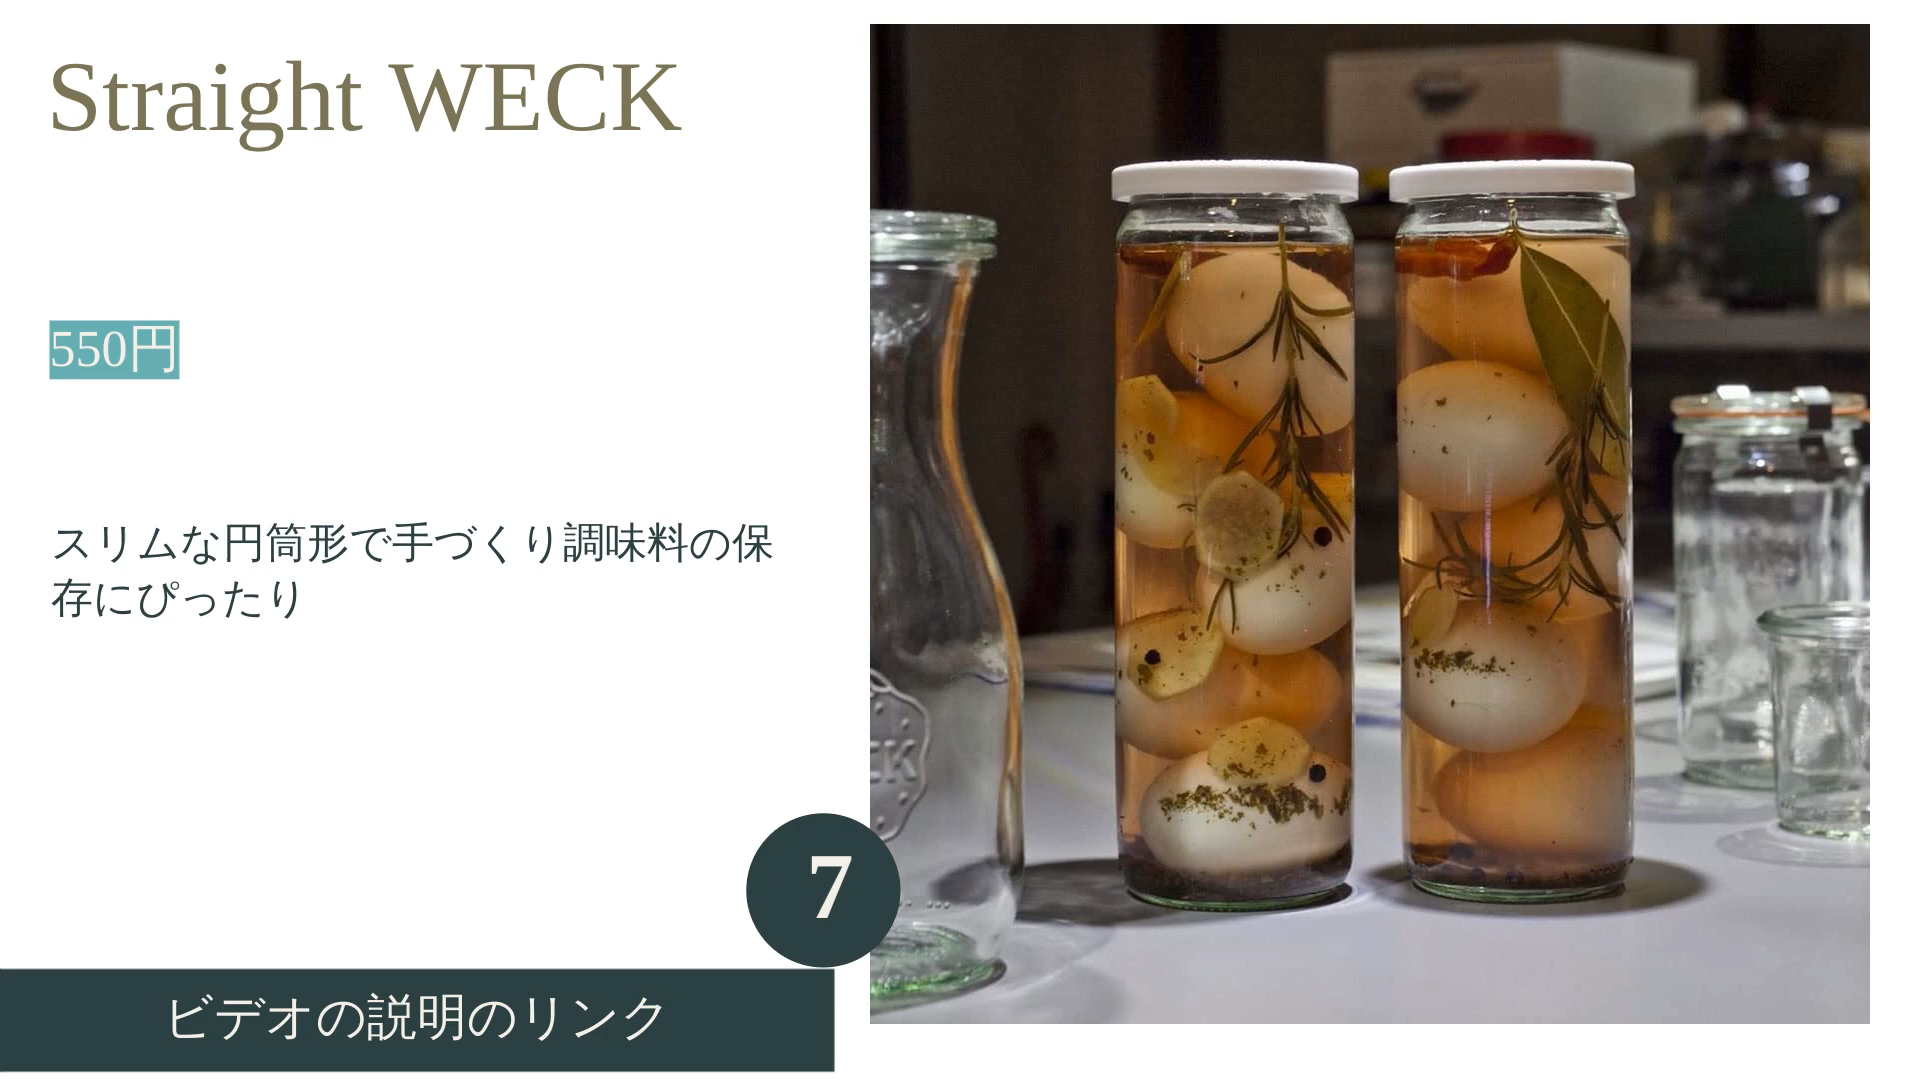 Straight WECK
550円
スリムな円筒形で手づくり調味料の保
存にぴったり
7
ビデオの説明のリンク